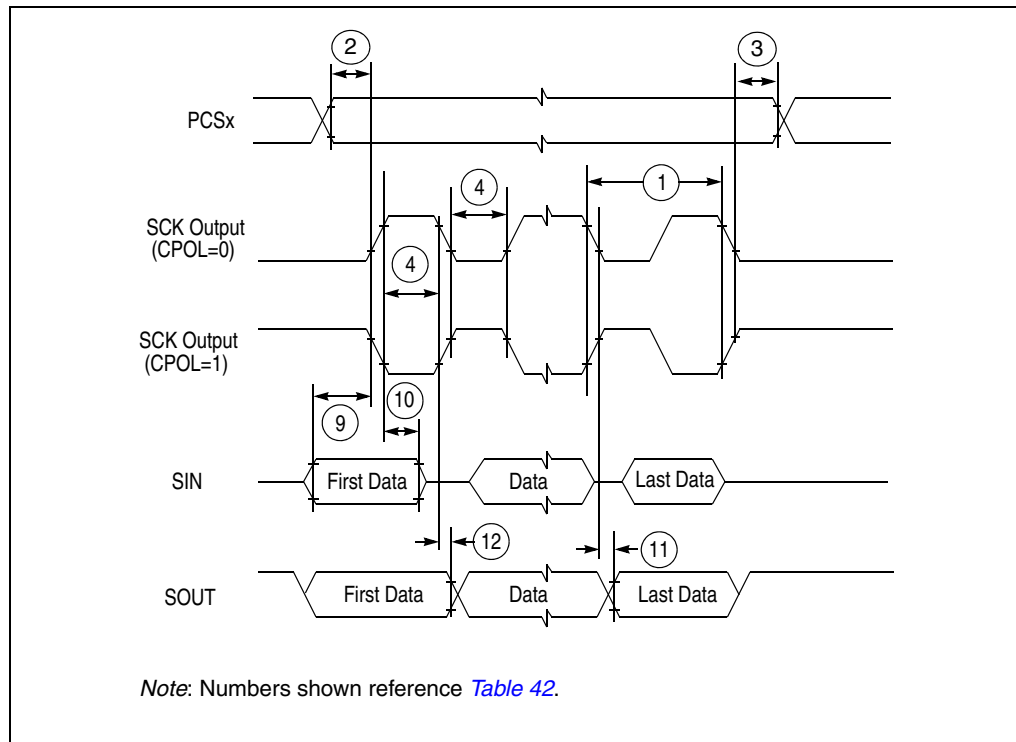 2
3
PCSx
4
1
SCK Output
(CPOL=0)
4
SCK Output
(CPOL=1)
9
10
SIN
First Data
Data
Last Data
12
11
SOUT
First Data
Data
Last Data
Note: Numbers shown reference Table 42.